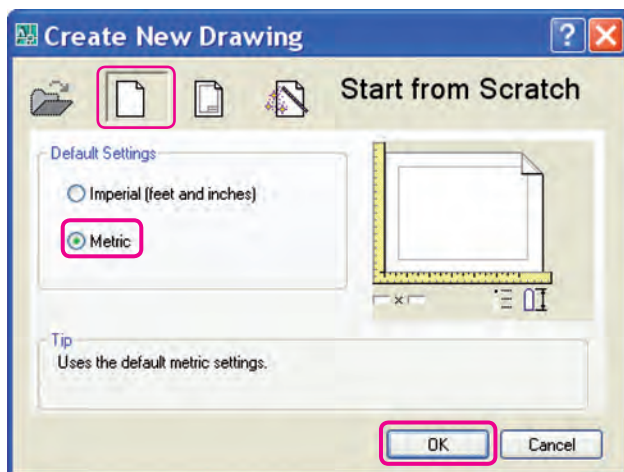 Create New Drawing
?
Start from Scratch
Default Settings
Imperial (feet and inches)
Metric
Tip
Uses the default metric settings.
OK
Cancel